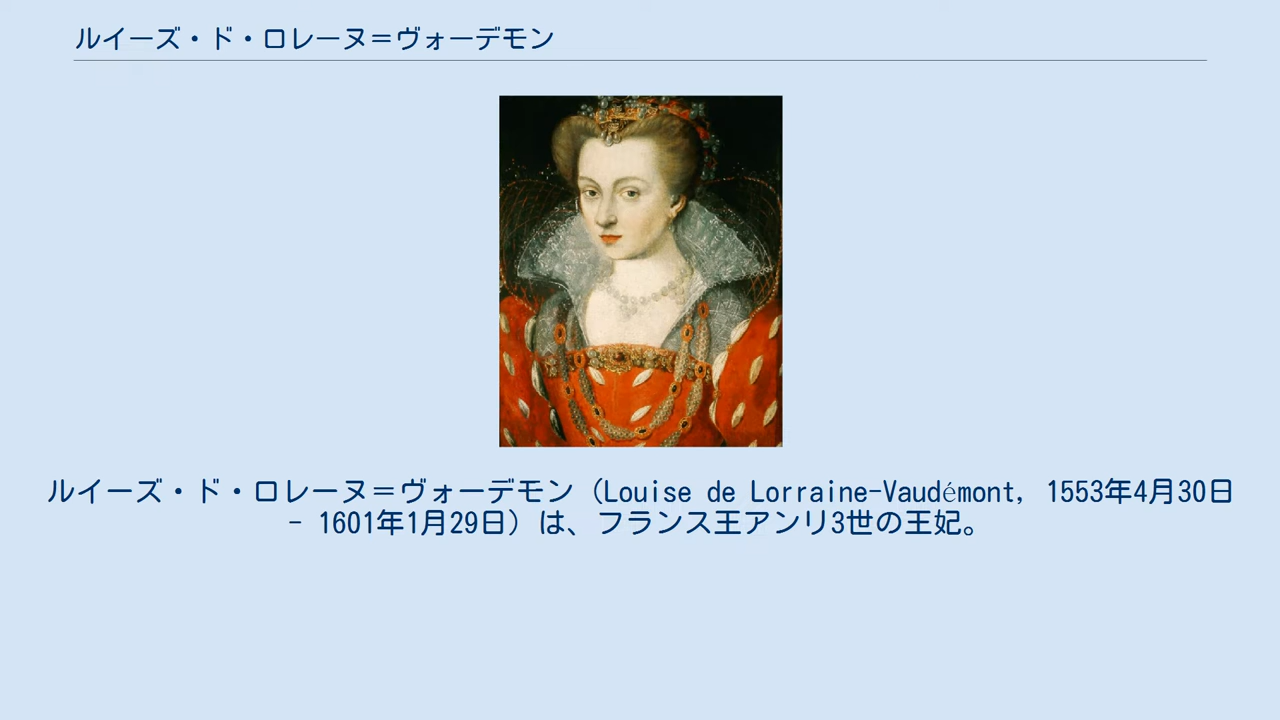 ルイーズ・ド・ロレーヌ＝ヴォーデモン
ルイーズ・ド・ロレーヌ＝ヴォーデモン（Louise de Lorraine-Vaudémont, 1553年4月30日
- 1601年1月29日）は、フランス王アンリ3世の王妃。